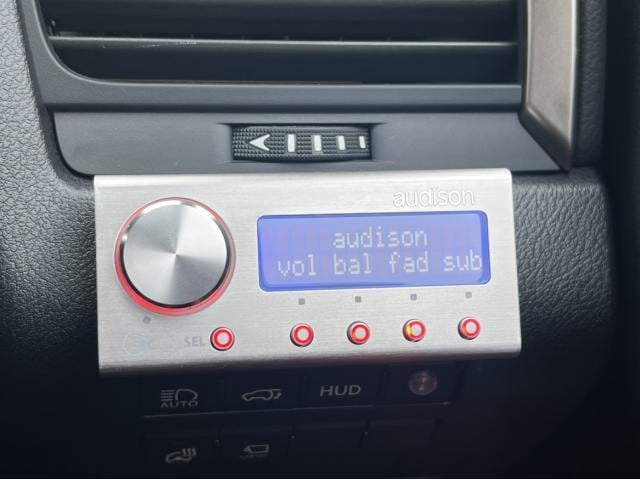 audison
audison
vol bal fad sub
SEL
AUTO
HUD